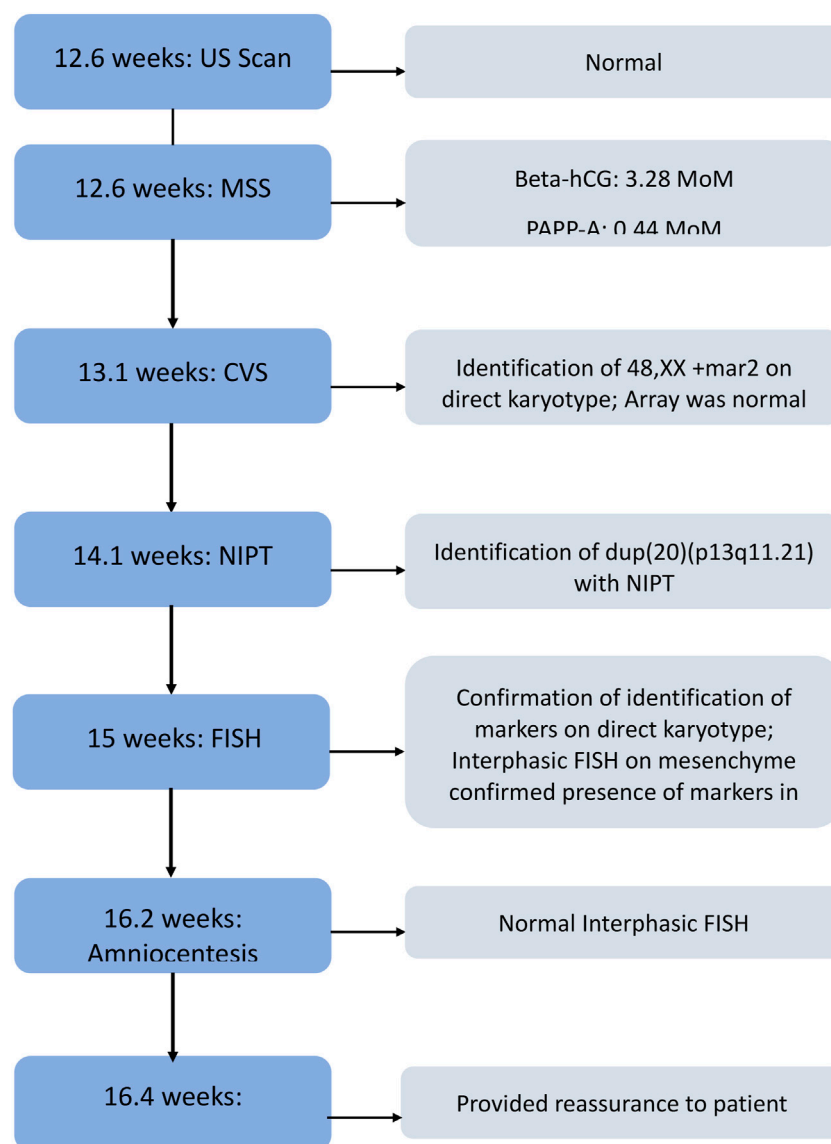 12.6 weeks: US Scan
Normal
12.6 weeks: MSS
Beta-hCG: 3.28 MoM
PAPP-A: 0.44 MoM
13.1 weeks: CVS
Identification of 48,XX +mar2 on
direct karyotype; Array was normal
14.1 weeks: NIPT
Identification of dup(20)(p13q11.21)
with NIPT
15 weeks: FISH
Confirmation of identification of
markers on direct karyotype;
Interphasic FISH on mesenchyme
confirmed presence of markers in
16.2 weeks:
Amniocentesis
Normal Interphasic FISH
16.4 weeks:
Provided reassurance to patient